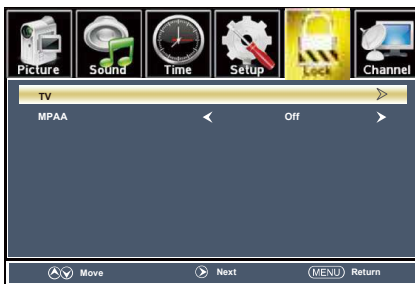 Picture Sound Time Setup Lock Channel
TV
MPAA Off
Move Next MENU Return